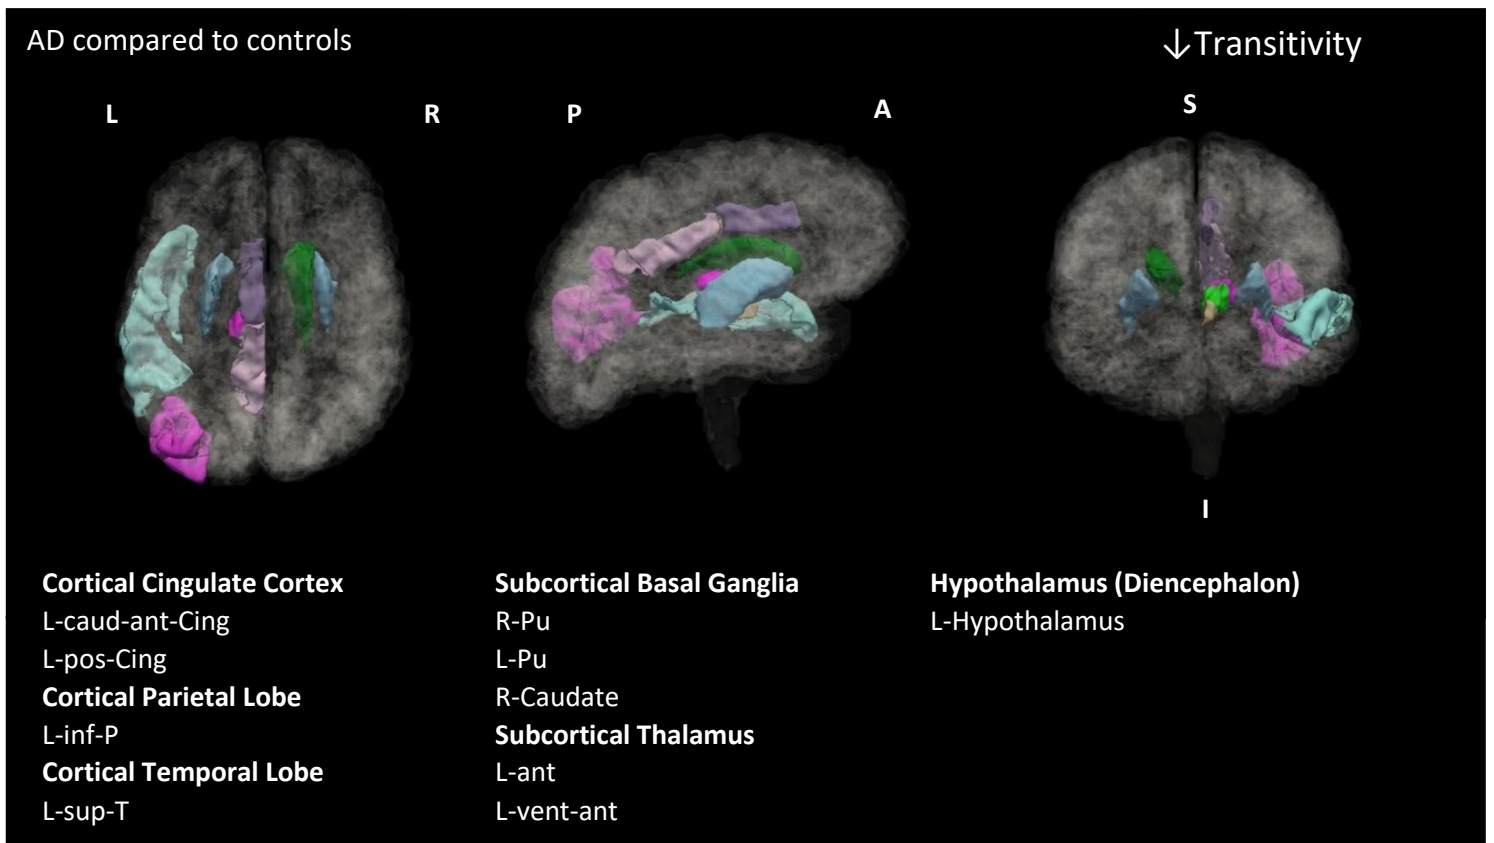 AD compared to controls
↓Transitivity
L
R
P
A
S
I
Cortical Cingulate Cortex
L-caud-ant-Cing
L-pos-Cing
Cortical Parietal Lobe
L-inf-P
Cortical Temporal Lobe
L-sup-T
Subcortical Basal Ganglia
R-Pu
L-Pu
R-Caudate
Subcortical Thalamus
L-ant
L-vent-ant
Hypothalamus (Diencephalon)
L-Hypothalamus